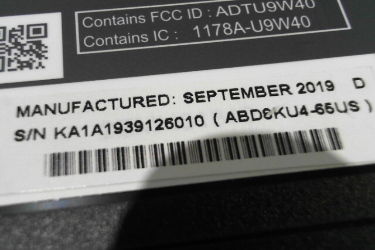 Contains FCC ID : ADTU9W40
Contains IC : 1178A-U9W40
MANUFACTURED: SEPTEMBER 2019 D
S/N KA1A1939126010 ( ABD6KU4-65US )